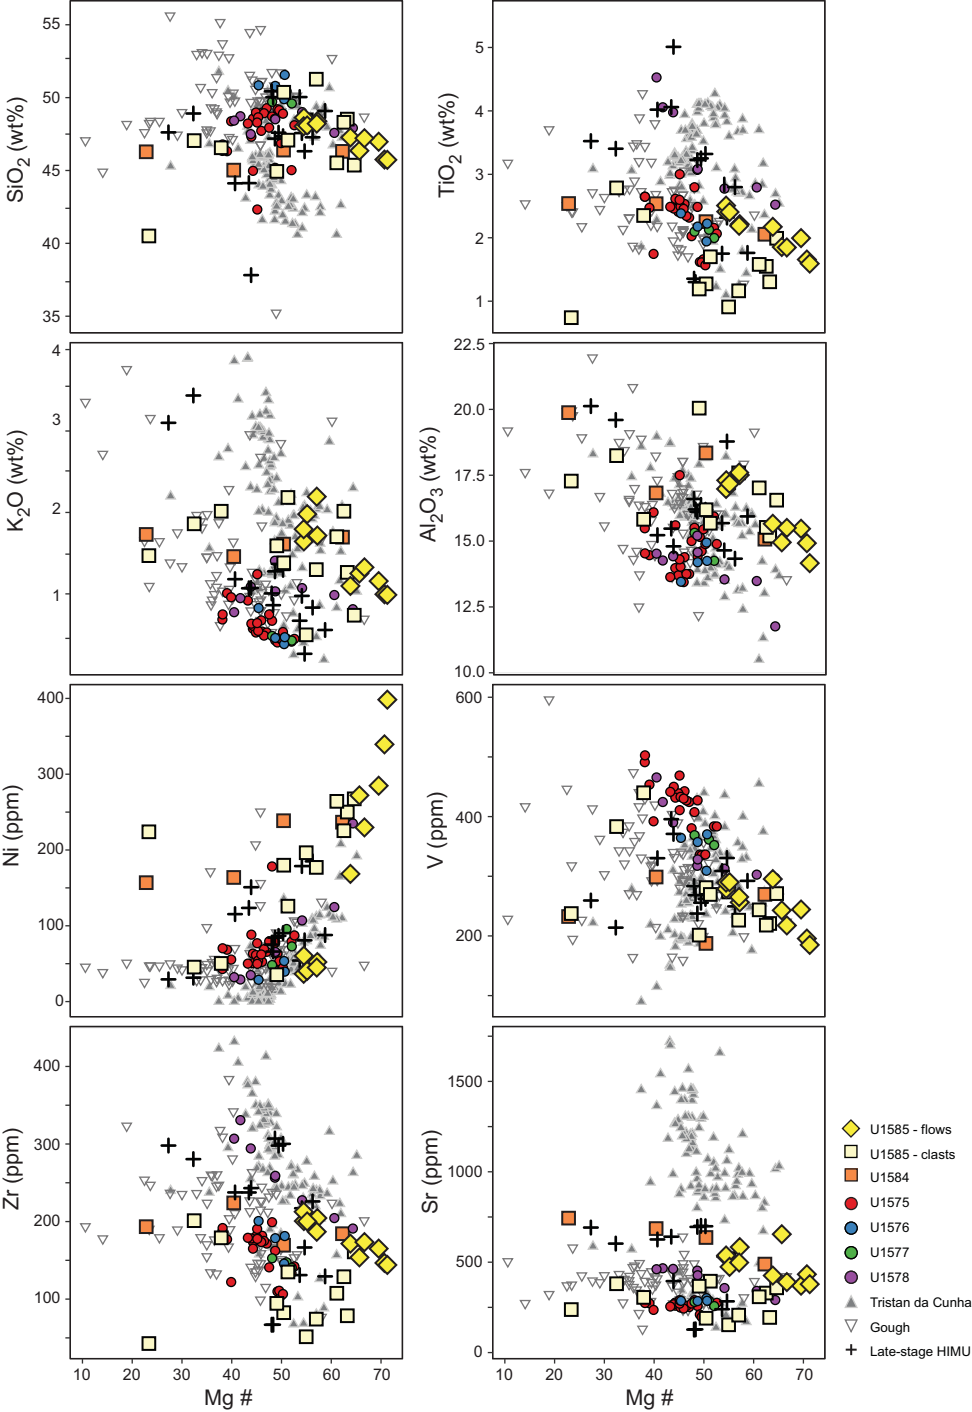 SiO2 (wt%)
55
50
45
40
35
TiO2 (wt%)
5
4
3
2
1
K2O (wt%)
4
3
2
1
Al2O3 (wt%)
22.5
20.0
17.5
15.0
12.5
10.0
Ni (ppm)
400
300
200
100
0
V (ppm)
600
400
200
Zr (ppm)
400
300
200
100
Sr (ppm)
1500
1000
500
0
10 20 30 40 50 60 70
Mg #
10 20 30 40 50 60 70
Mg #
U1585 - flows
U1585 - clasts
U1584
U1575
U1576
U1577
U1578
Tristan da Cunha
Gough
Late-stage HIMU